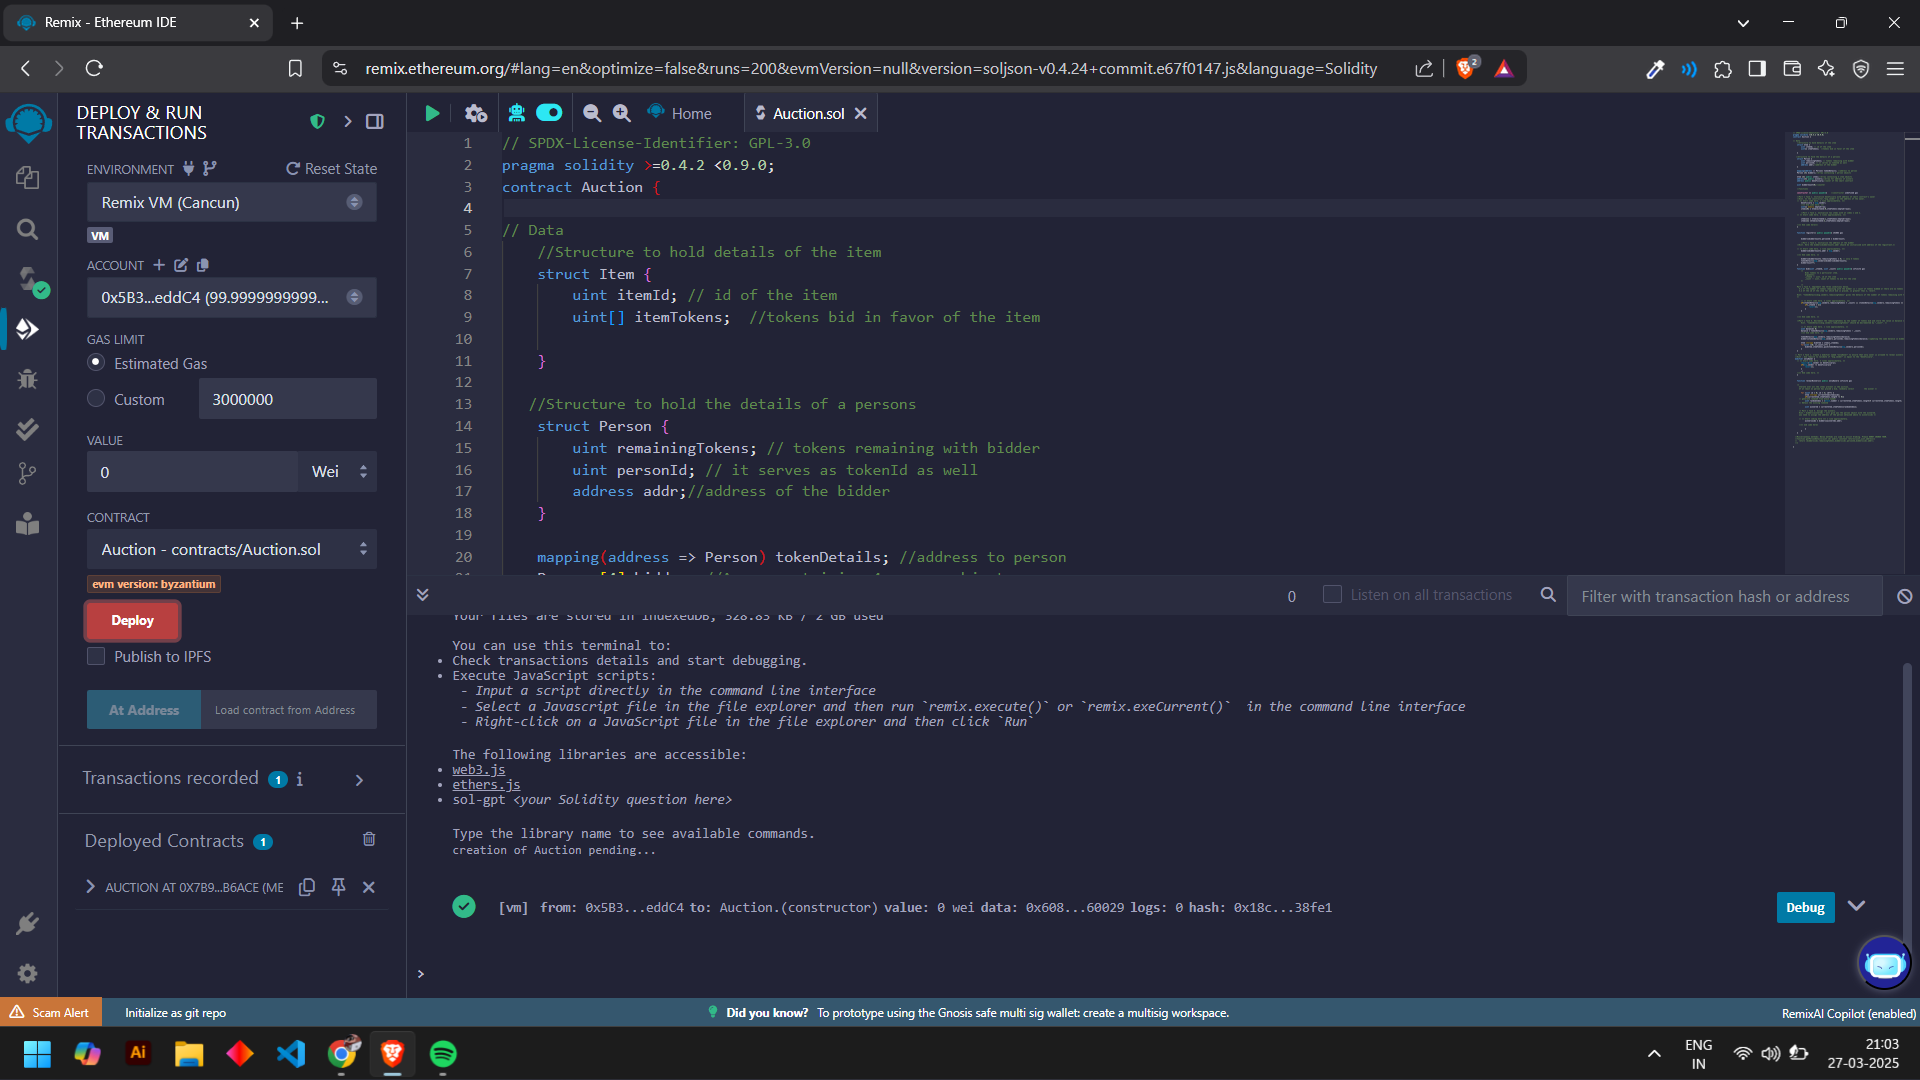 Remix - Ethereum IDE
remix.ethereum.org/#lang=en&optimize=false&runs=200&evmVersion=null&version=soljson-v0.4.24+commit.e67f0147.js&language=Solidity
2
DEPLOY & RUN
TRANSACTIONS
ENVIRONMENT
Reset State
Remix VM (Cancun)
VM
ACCOUNT
0x5B3...eddC4 (99.9999999999...
GAS LIMIT
Estimated Gas
Custom
3000000
VALUE
0
Wei
CONTRACT
Auction - contracts/Auction.sol
evm version: byzantium
Deploy
Publish to IPFS
At Address
Load contract from Address
Transactions recorded 1 i
Deployed Contracts 1
AUCTION AT 0X7B9...B6ACE (ME
Home
Auction.sol
1 // SPDX-License-Identifier: GPL-3.0
2 pragma solidity >=0.4.2 <0.9.0;
3 contract Auction {
4
5 // Data
6 //Structure to hold details of the item
7 struct Item {
8 uint itemId; // id of the item
9 uint[] itemTokens; //tokens bid in favor of the item
10
11 }
12
13 //Structure to hold the details of a persons
14 struct Person {
15 uint remainingTokens; // tokens remaining with bidder
16 uint personId; // it serves as tokenId as well
17 address addr;//address of the bidder
18 }
19
20 mapping(address => Person) tokenDetails; //address to person
0
Listen on all transactions
Filter with transaction hash or address
Your files are stored in IndexedDB, 328.83 KB / 2 GB used
You can use this terminal to:
• Check transactions details and start debugging.
• Execute JavaScript scripts:
- Input a script directly in the command line interface
- Select a Javascript file in the file explorer and then run `remix.execute()` or `remix.exeCurrent()` in the command line interface
- Right-click on a JavaScript file in the file explorer and then click `Run`
The following libraries are accessible:
• web3.js
• ethers.js
• sol-gpt <your Solidity question here>
Type the library name to see available commands.
creation of Auction pending...
[vm] from: 0x5B3...eddC4 to: Auction.(constructor) value: 0 wei data: 0x608...60029 logs: 0 hash: 0x18c...38fe1
Debug
>
Scam Alert
Initialize as git repo
Did you know? To prototype using the Gnosis safe multi sig wallet: create a multisig workspace.
RemixAI Copilot (enabled)
Ai
ENG
IN
21:03
27-03-2025